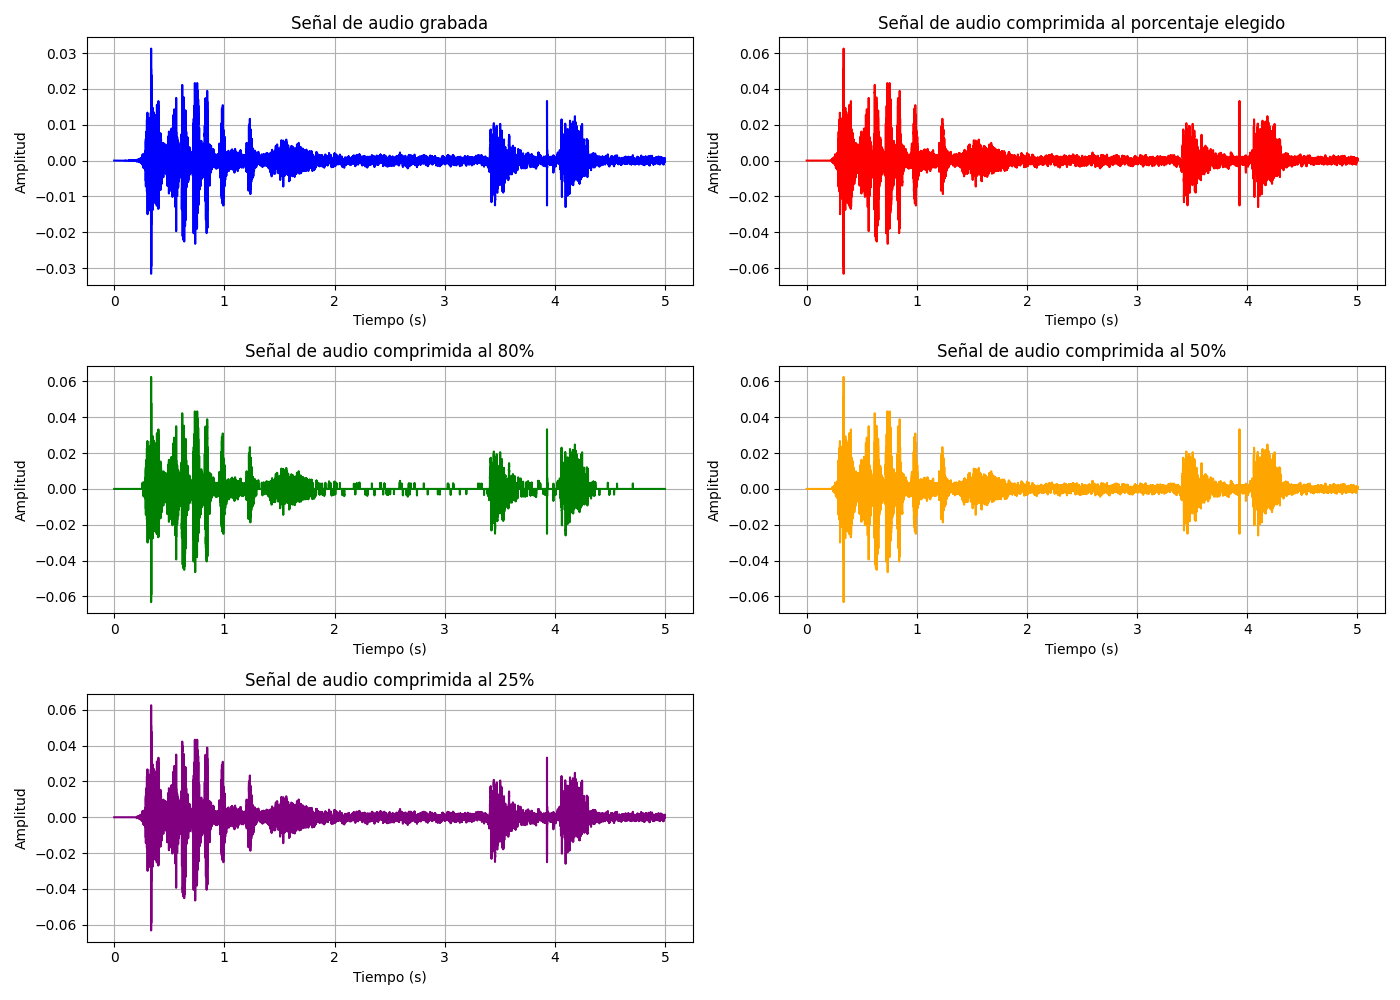 Señal de audio grabada
Amplitud
0.03
0.02
0.01
0.00
−0.01
−0.02
−0.03
0 1 2 3 4 5
Tiempo (s)
Señal de audio comprimida al porcentaje elegido
Amplitud
0.06
0.04
0.02
0.00
−0.02
−0.04
−0.06
0 1 2 3 4 5
Tiempo (s)
Señal de audio comprimida al 80%
Amplitud
0.06
0.04
0.02
0.00
−0.02
−0.04
−0.06
0 1 2 3 4 5
Tiempo (s)
Señal de audio comprimida al 50%
Amplitud
0.06
0.04
0.02
0.00
−0.02
−0.04
−0.06
0 1 2 3 4 5
Tiempo (s)
Señal de audio comprimida al 25%
Amplitud
0.06
0.04
0.02
0.00
−0.02
−0.04
−0.06
0 1 2 3 4 5
Tiempo (s)